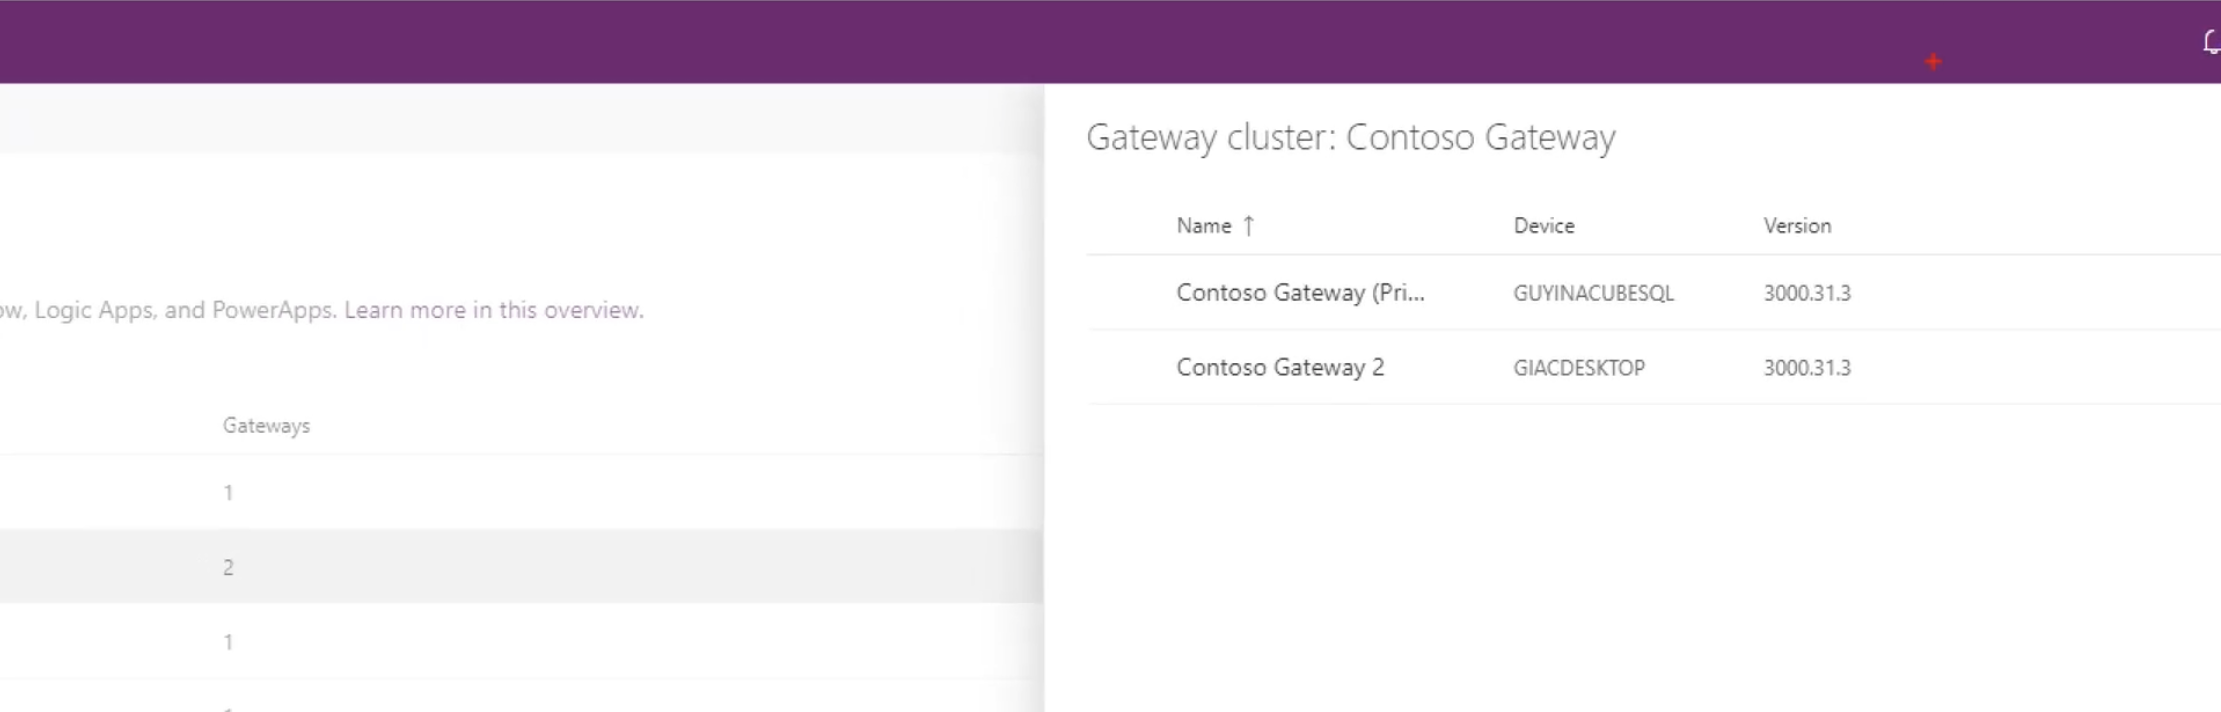 Gateway cluster: Contoso Gateway
Name ↑ Device Version
Contoso Gateway (Pri... GUYINACUBESQL 3000.31.3
Contoso Gateway 2 GIACDESKTOP 3000.31.3
ow, Logic Apps, and PowerApps. Learn more in this overview.
Gateways
1
2
1